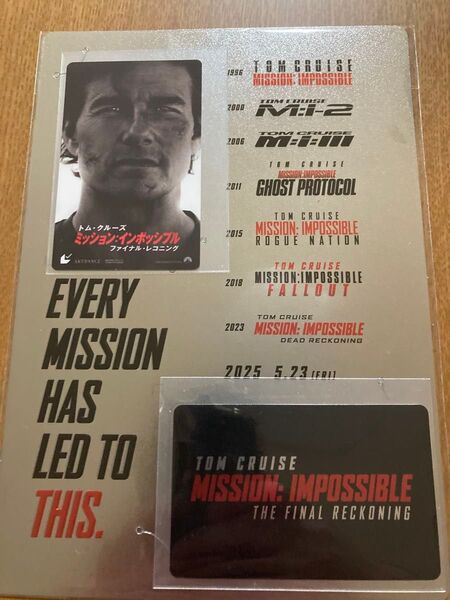 トム・クルーズ
ミッション:インポッシブル
ファイナル・レコニング
SKYDANCE
1996
TOM CRUISE
MISSION: IMPOSSIBLE
2000
TOM CRUISE
M:i-2
2006
TOM CRUISE
M:i:III
2011
TOM CRUISE
MISSION:IMPOSSIBLE
GHOST PROTOCOL
2015
TOM CRUISE
MISSION: IMPOSSIBLE
ROGUE NATION
2018
TOM CRUISE
MISSION:IMPOSSIBLE
FALLOUT
2023
TOM CRUISE
MISSION: IMPOSSIBLE
DEAD RECKONING
2025 5.23 [FRI]
EVERY
MISSION
HAS
LED TO
THIS.
TOM CRUISE
MISSION: IMPOSSIBLE
THE FINAL RECKONING